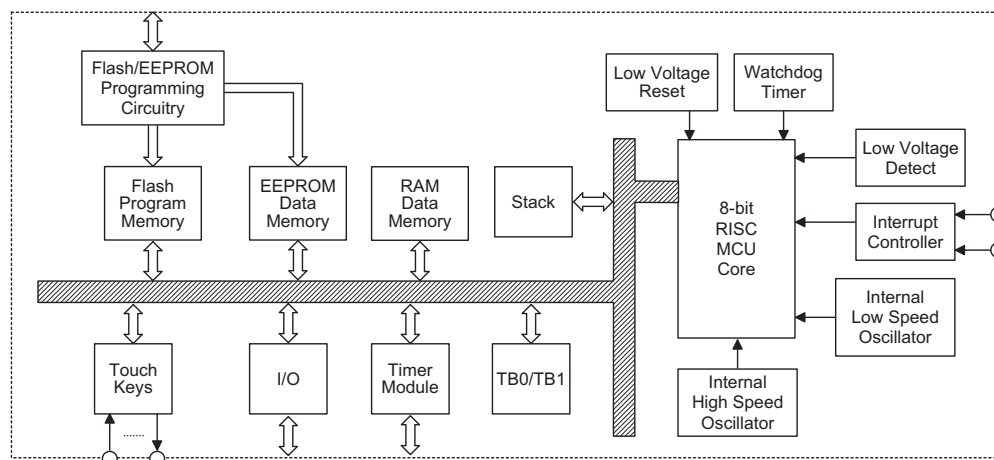 Flash/EEPROM
Programming
Circuitry
Low Voltage
Reset
Watchdog
Timer
Flash
Program
Memory
EEPROM
Data
Memory
RAM
Data
Memory
Stack
8-bit
RISC
MCU
Core
Low Voltage
Detect
Interrupt
Controller
Internal
Low Speed
Oscillator
Touch
Keys
I/O
Timer
Module
TB0/TB1
Internal
High Speed
Oscillator